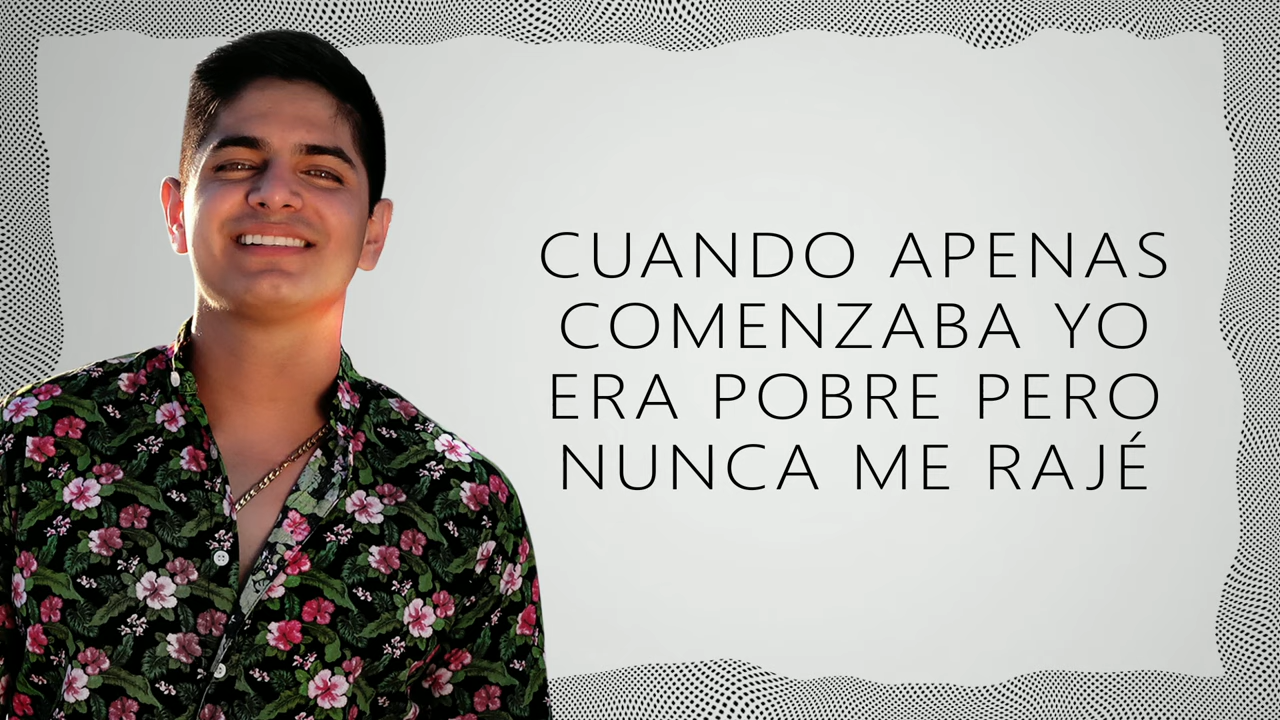 CUANDO APENAS
COMENZABA YO
ERA POBRE PERO
NUNCA ME RAJÉ